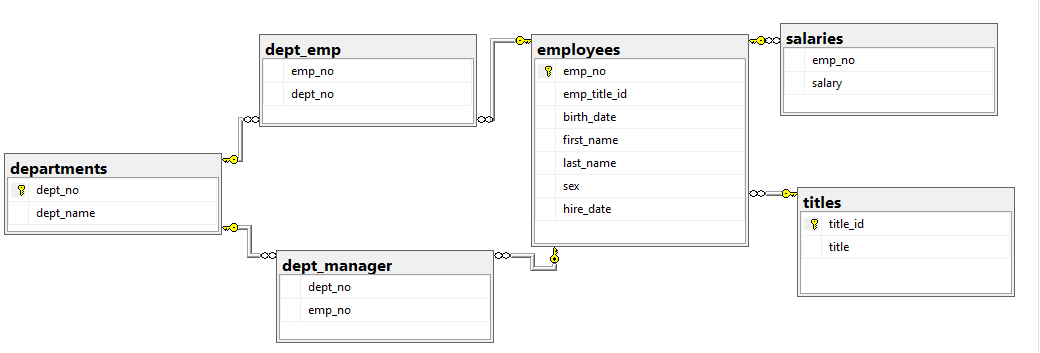 dept_emp
emp_no
dept_no
employees
emp_no
emp_title_id
birth_date
first_name
last_name
sex
hire_date
salaries
emp_no
salary
departments
dept_no
dept_name
titles
title_id
title
dept_manager
dept_no
emp_no